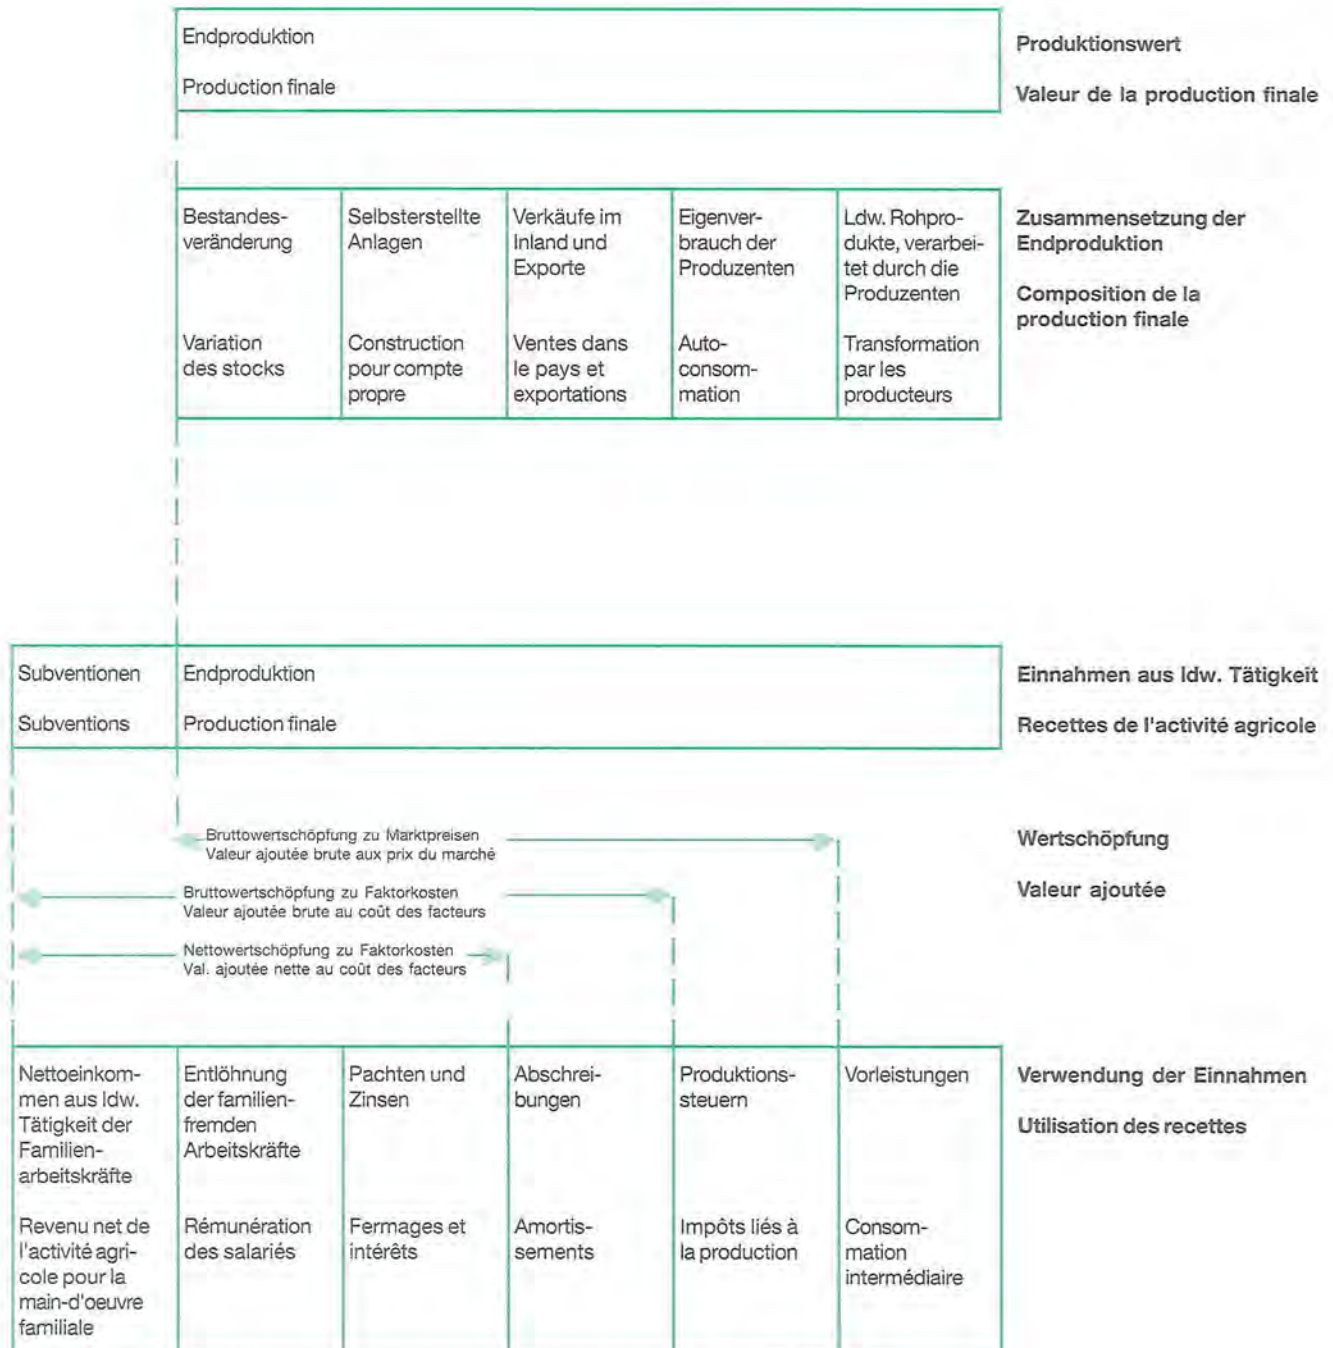 Endproduktion
Production finale
Produktionswert
Valeur de la production finale
Bestandes-
veränderung
Variation
des stocks
Selbsterstellte
Anlagen
Construction
pour compte
propre
Verkäufe im
Inland und
Exporte
Ventes dans
le pays et
exportations
Eigenver-
brauch der
Produzenten
Auto-
consom-
mation
Ldw. Rohpro-
dukte, verarbei-
tet durch die
Produzenten
Transformation
par les
producteurs
Zusammensetzung der
Endproduktion
Composition de la
production finale
Subventionen
Subventions
Endproduktion
Production finale
Einnahmen aus ldw. Tätigkeit
Recettes de l'activité agricole
Bruttowertschöpfung zu Marktpreisen
Valeur ajoutée brute aux prix du marché
Bruttowertschöpfung zu Faktorkosten
Valeur ajoutée brute au coût des facteurs
Nettowertschöpfung zu Faktorkosten
Val. ajoutée nette au coût des facteurs
Wertschöpfung
Valeur ajoutée
Nettoeinkom-
men aus ldw.
Tätigkeit der
Familien-
arbeitskräfte
Revenu net de
l'activité agri-
cole pour la
main-d'oeuvre
familiale
Entlöhnung
der familien-
fremden
Arbeitskräfte
Rémunération
des salariés
Pachten und
Zinsen
Fermages et
intérêts
Abschrei-
bungen
Amortis-
sements
Produktions-
steuern
Impôts liés à
la production
Vorleistungen
Consom-
mation
intermédiaire
Verwendung der Einnahmen
Utilisation des recettes